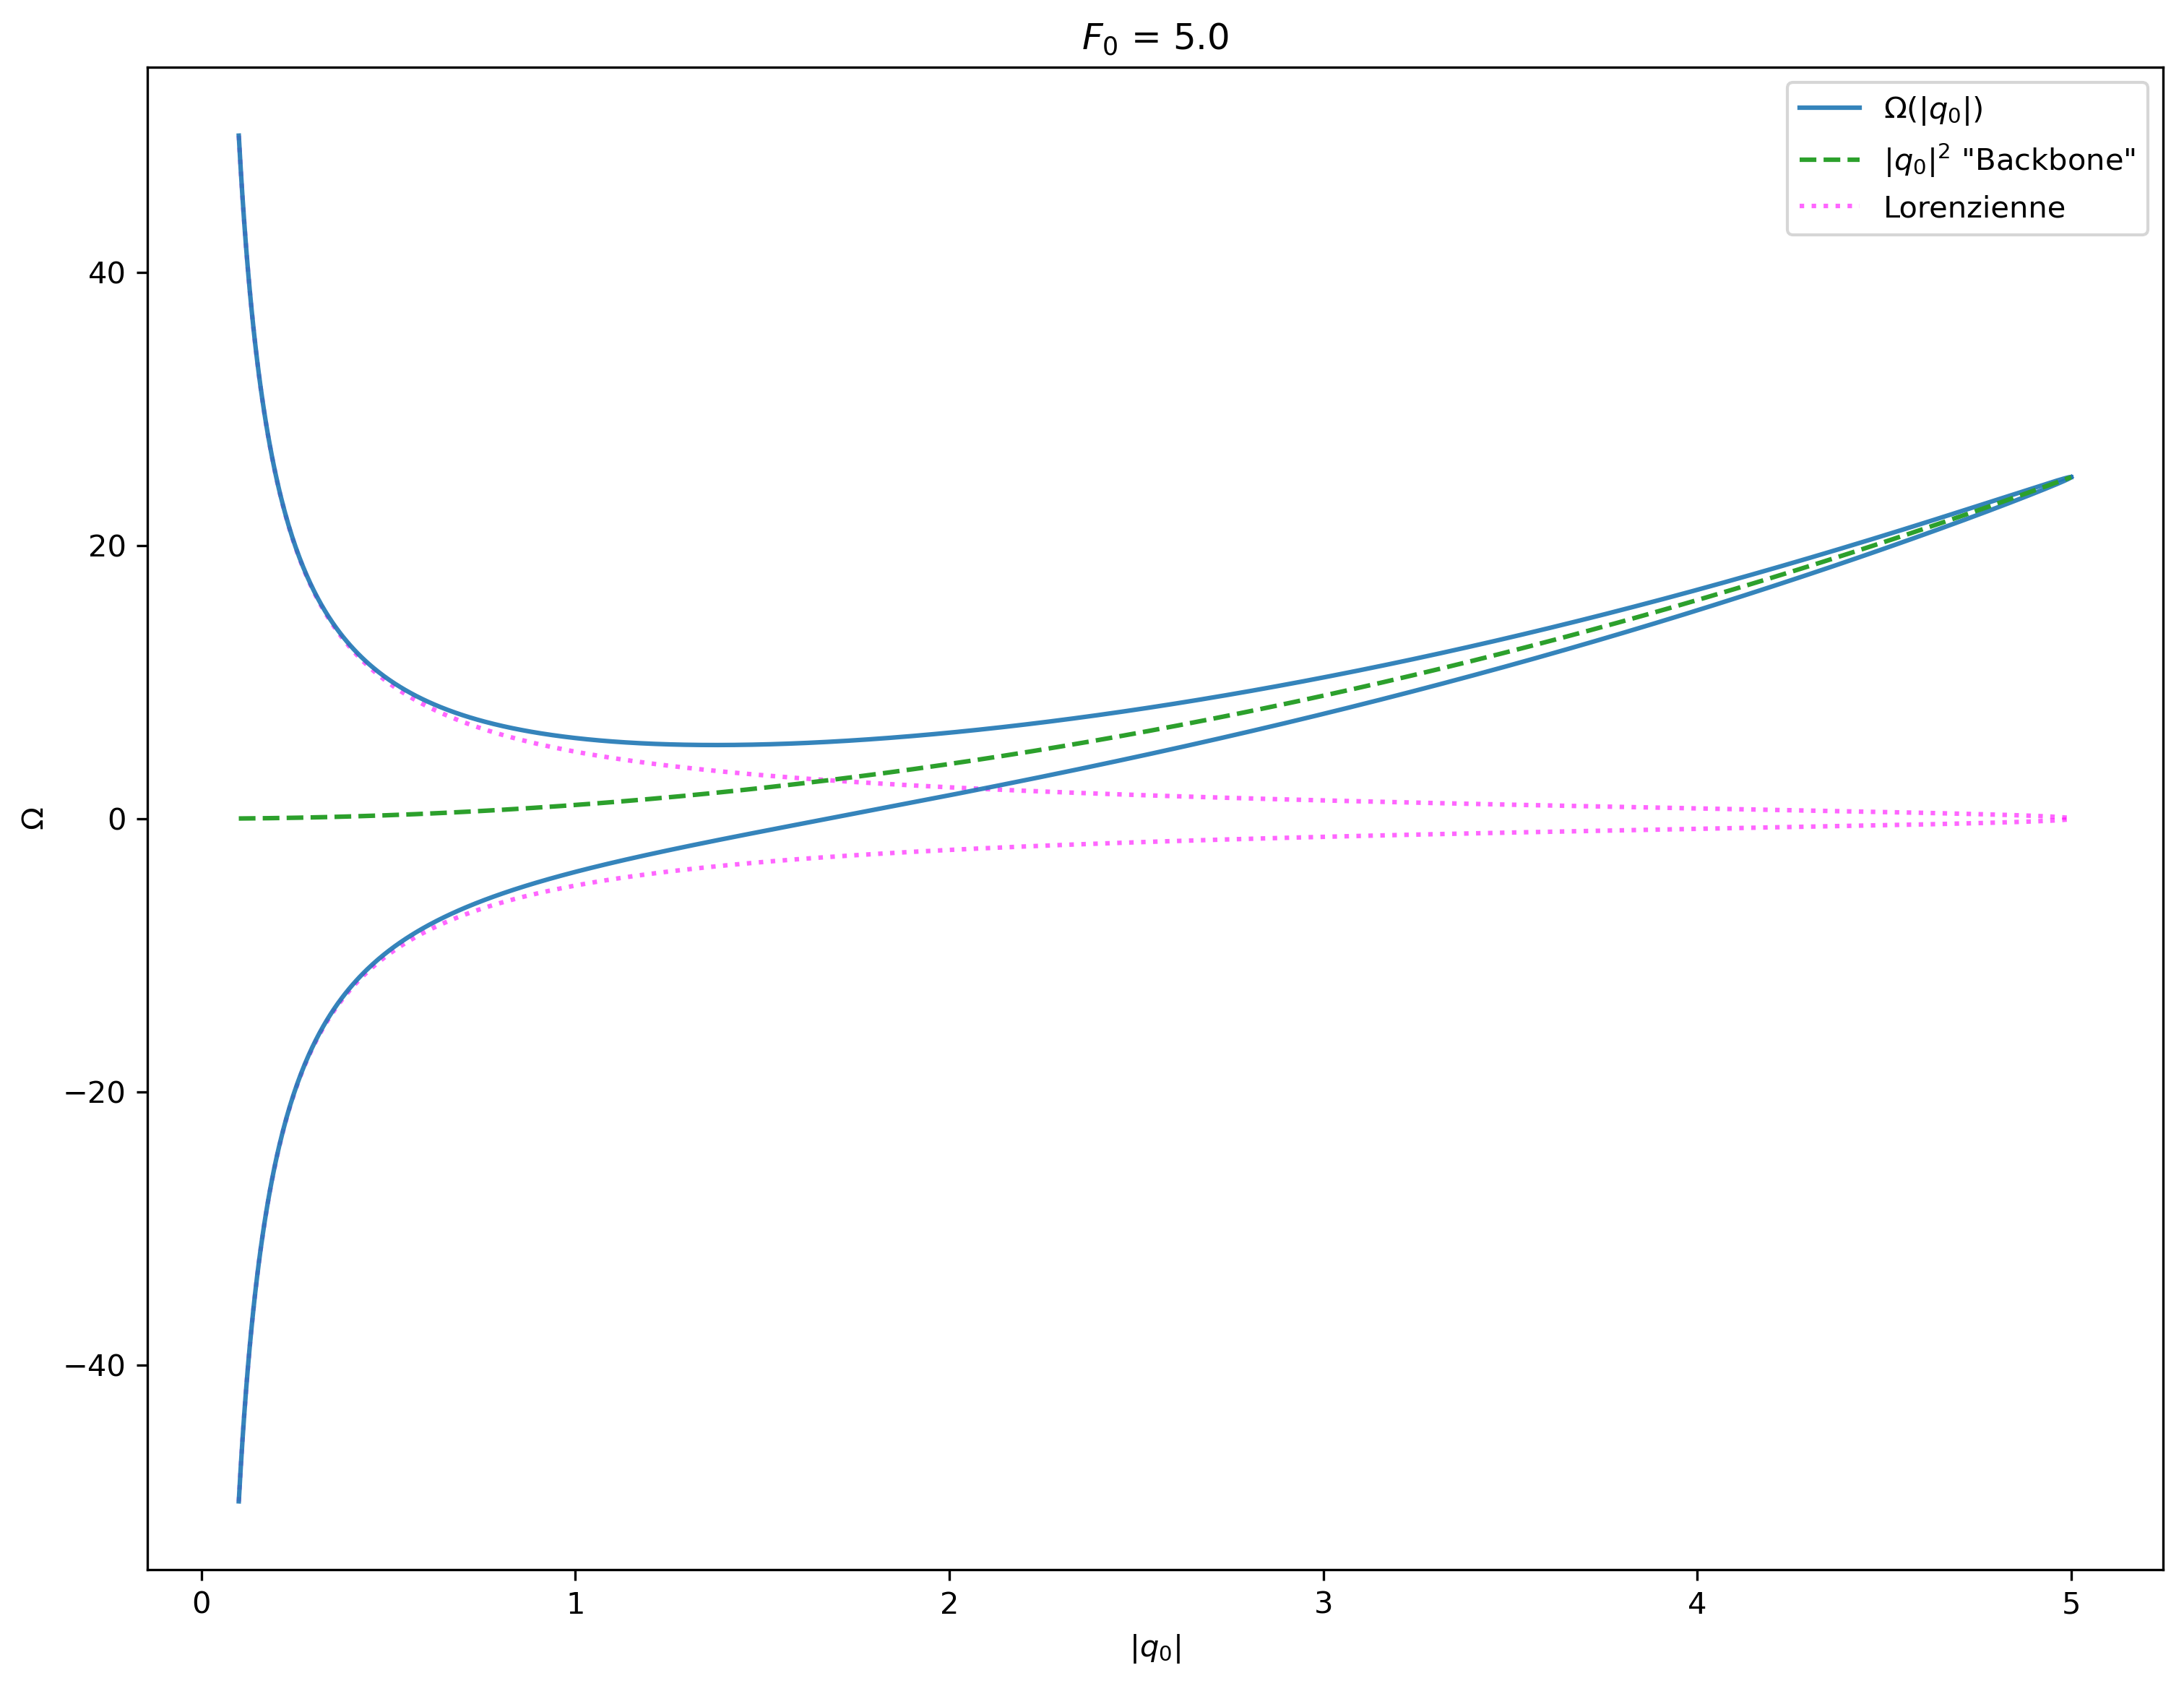 F₀ = 5.0
Ω(|q₀|)
|q₀|² "Backbone"
Lorenzienne
40
20
0
−20
−40
Ω
0 1 2 3 4 5
|q₀|